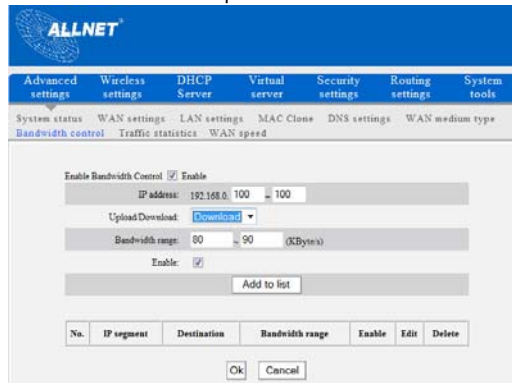 ALLNET
Advanced settings Wireless settings DHCP Server Virtual server Security settings Routing settings System tools
System status WAN settings LAN settings MAC Clone DNS settings WAN medium type
Bandwidth control Traffic statistics WAN speed
Enable Bandwidth Control Enable
IP address: 192.168.0. 100 ~ 100
Upload/Download: Download
Bandwidth range: 80 ~ 90 (KByte/s)
Enable:
Add to list
No. IP segment Destination Bandwidth range Enable Edit Delete
Ok Cancel